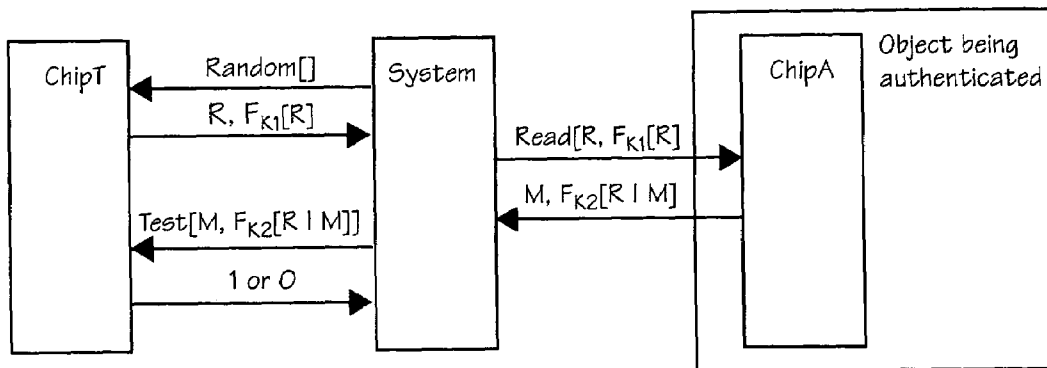 ChipT
System
ChipA
Object being
authenticated
Random[]
R, F_K1[R]
Read[R, F_K1[R]
M, F_K2[R | M]
Test[M, F_K2[R | M]]
1 or 0